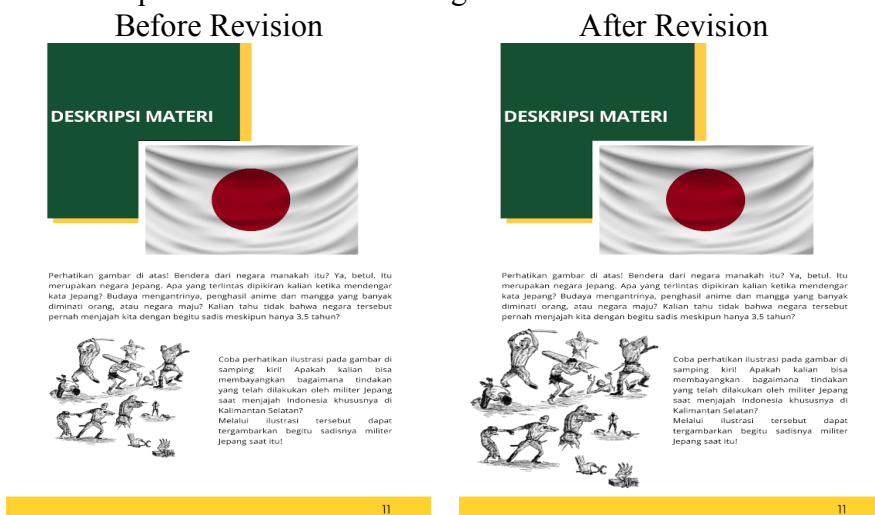 Before Revision
DESKRIPSI MATERI
Perhatikan gambar di atas! Bendera dari negara manakah itu? Ya, betul. Itu
merupakan negara Jepang. Apa yang terlintas dipikiran kalian ketika mendengar
kata Jepang? Budaya mengantrinya, penghasil anime dan mangga yang banyak
diminati orang, atau negara maju? Kalian tahu tidak bahwa negara tersebut
pernah menjajah kita dengan begitu sadis meskipun hanya 3,5 tahun?
Coba perhatikan ilustrasi pada gambar di
samping kiri! Apakah kalian bisa
membayangkan bagaimana tindakan
yang telah dilakukan oleh militer Jepang
saat menjajah Indonesia khususnya di
Kalimantan Selatan?
Melalui ilustrasi tersebut dapat
tergambarkan begitu sadisnya militer
Jepang saat itu!
11
After Revision
DESKRIPSI MATERI
Perhatikan gambar di atas! Bendera dari negara manakah itu? Ya, betul. Itu
merupakan negara Jepang. Apa yang terlintas dipikiran kalian ketika mendengar
kata Jepang? Budaya mengantrinya, penghasil anime dan mangga yang banyak
diminati orang, atau negara maju? Kalian tahu tidak bahwa negara tersebut
pernah menjajah kita dengan begitu sadis meskipun hanya 3,5 tahun?
Coba perhatikan ilustrasi pada gambar di
samping kiri! Apakah kalian bisa
membayangkan bagaimana tindakan
yang telah dilakukan oleh militer Jepang
saat menjajah Indonesia khususnya di
Kalimantan Selatan?
Melalui ilustrasi tersebut dapat
tergambarkan begitu sadisnya militer
Jepang saat itu!
11